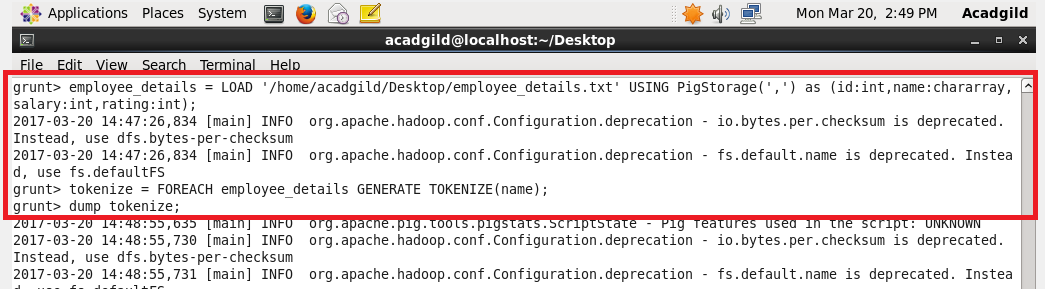 Applications Places System Mon Mar 20, 2:49 PM Acadgild
acadgild@localhost:~/Desktop
File Edit View Search Terminal Help
grunt> employee_details = LOAD '/home/acadgild/Desktop/employee_details.txt' USING PigStorage(',') as (id:int,name:chararray,
salary:int,rating:int);
2017-03-20 14:47:26,834 [main] INFO  org.apache.hadoop.conf.Configuration.deprecation - io.bytes.per.checksum is deprecated.
Instead, use dfs.bytes-per-checksum
2017-03-20 14:47:26,834 [main] INFO  org.apache.hadoop.conf.Configuration.deprecation - fs.default.name is deprecated. Instea
d, use fs.defaultFS
grunt> tokenize = FOREACH employee_details GENERATE TOKENIZE(name);
grunt> dump tokenize;
2017-03-20 14:48:55,635 [main] INFO  org.apache.pig.tools.pigstats.ScriptState - Pig features used in the script: UNKNOWN
2017-03-20 14:48:55,730 [main] INFO  org.apache.hadoop.conf.Configuration.deprecation - io.bytes.per.checksum is deprecated.
Instead, use dfs.bytes-per-checksum
2017-03-20 14:48:55,731 [main] INFO  org.apache.hadoop.conf.Configuration.deprecation - fs.default.name is deprecated. Instea
d, use fs.defaultFS